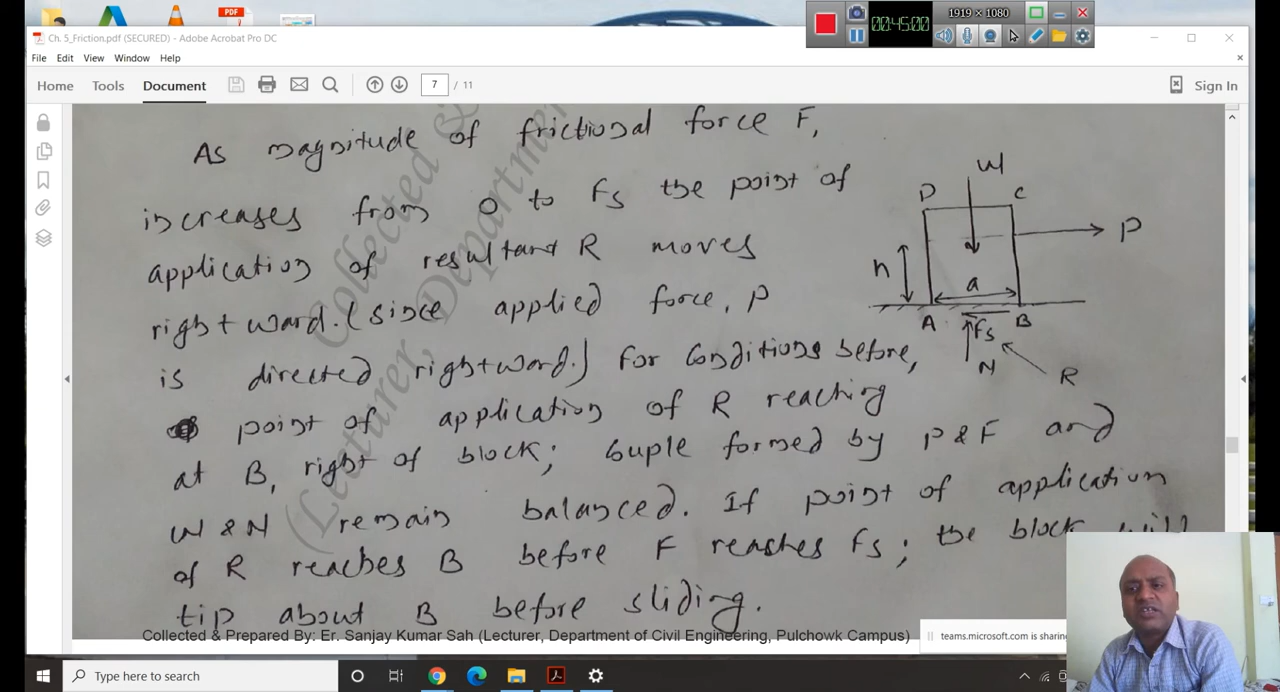 PDF
00:45:00
1919 × 1080
Ch. 5_Friction.pdf (SECURED) - Adobe Acrobat Pro DC
File Edit View Window Help
Home Tools Document 7 / 11 Sign In
As magnitude of frictional force F,
increases from 0 to Fs the point of
application of resultant R moves
rightward. (since applied force, P
is directed rightward.) For conditions before,
point of application of R reaching
at B, right of block; couple formed by P & F and
W & N remain balanced. If point of application
of R reaches B before F reaches Fs; the block will
tip about B before sliding.
W
D C
P
h
a
A B
Fs
N
R
Collected &
(Lecturer, Department
Collected & Prepared By: Er. Sanjay Kumar Sah (Lecturer, Department of Civil Engineering, Pulchowk Campus)
teams.microsoft.com is sharing
Type here to search